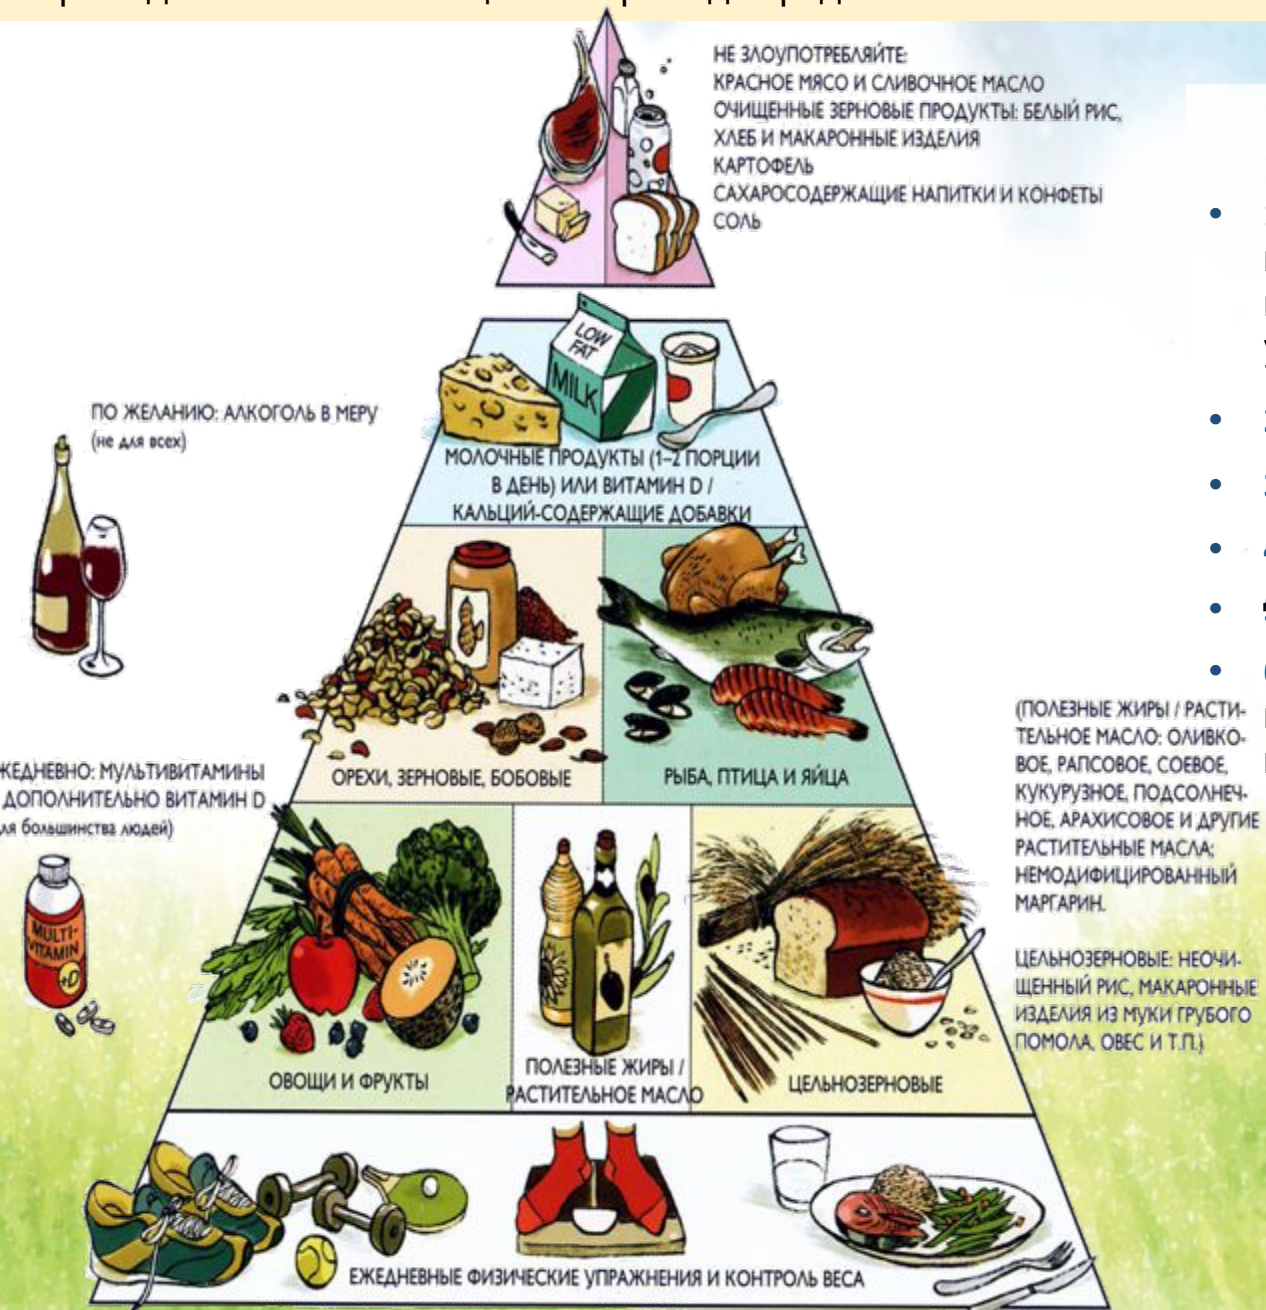 НЕ ЗЛОУПОТРЕБЛЯЙТЕ:
КРАСНОЕ МЯСО И СЛИВОЧНОЕ МАСЛО
ОЧИЩЕННЫЕ ЗЕРНОВЫЕ ПРОДУКТЫ: БЕЛЫЙ РИС,
ХЛЕБ И МАКАРОННЫЕ ИЗДЕЛИЯ
КАРТОФЕЛЬ
САХАРОСОДЕРЖАЩИЕ НАПИТКИ И КОНФЕТЫ
СОЛЬ
LOW
FAT
MILK
МОЛОЧНЫЕ ПРОДУКТЫ (1–2 ПОРЦИИ
В ДЕНЬ) ИЛИ ВИТАМИН D /
КАЛЬЦИЙ-СОДЕРЖАЩИЕ ДОБАВКИ
ПО ЖЕЛАНИЮ: АЛКОГОЛЬ В МЕРУ
(не для всех)
ОРЕХИ, ЗЕРНОВЫЕ, БОБОВЫЕ
РЫБА, ПТИЦА И ЯЙЦА
ЖЕДНЕВНО: МУЛЬТИВИТАМИНЫ
ДОПОЛНИТЕЛЬНО ВИТАМИН D
ля большинства людей)
MULTI-
VITAMIN
+D
(ПОЛЕЗНЫЕ ЖИРЫ / РАСТИ-
ТЕЛЬНОЕ МАСЛО: ОЛИВКО-
ВОЕ, РАПСОВОЕ, СОЕВОЕ,
КУКУРУЗНОЕ, ПОДСОЛНЕЧ-
НОЕ, АРАХИСОВОЕ И ДРУГИЕ
РАСТИТЕЛЬНЫЕ МАСЛА;
НЕМОДИФИЦИРОВАННЫЙ
МАРГАРИН.
ЦЕЛЬНОЗЕРНОВЫЕ: НЕОЧИ-
ЩЕННЫЙ РИС, МАКАРОННЫЕ
ИЗДЕЛИЯ ИЗ МУКИ ГРУБОГО
ПОМОЛА, ОВЕС И Т.П.)
ОВОЩИ И ФРУКТЫ
ПОЛЕЗНЫЕ ЖИРЫ /
РАСТИТЕЛЬНОЕ МАСЛО
ЦЕЛЬНОЗЕРНОВЫЕ
ЕЖЕДНЕВНЫЕ ФИЗИЧЕСКИЕ УПРАЖНЕНИЯ И КОНТРОЛЬ ВЕСА